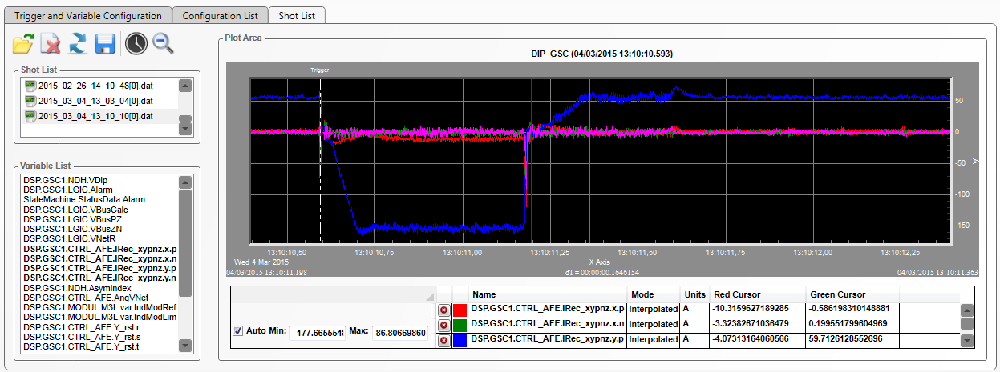 Trigger and Variable Configuration
Configuration List
Shot List
Shot List
2015_02_26_14_10_48[0].dat
2015_03_04_13_03_04[0].dat
2015_03_04_13_10_10[0].dat
Variable List
DSP.GSC1.NDH.VDip
DSP.GSC1.LGIC.Alarm
StateMachine.StatusData.Alarm
DSP.GSC1.LGIC.VBusCalc
DSP.GSC1.LGIC.VBusPZ
DSP.GSC1.LGIC.VBusZN
DSP.GSC1.LGIC.VNetR
DSP.GSC1.CTRL_AFE.IRec_xypnz.x.p
DSP.GSC1.CTRL_AFE.IRec_xypnz.x.n
DSP.GSC1.CTRL_AFE.IRec_xypnz.y.p
DSP.GSC1.CTRL_AFE.IRec_xypnz.y.n
DSP.GSC1.NDH.AsymIndex
DSP.GSC1.CTRL_AFE.AngVNet
DSP.GSC1.MODUL.M3L.var.IndModRef
DSP.GSC1.MODUL.M3L.var.IndModLim
DSP.GSC1.CTRL_AFE.Y_rst.r
DSP.GSC1.CTRL_AFE.Y_rst.s
DSP.GSC1.CTRL_AFE.Y_rst.t
Plot Area
DIP_GSC (04/03/2015 13:10:10.593)
Trigger
50
0
-50
-100
-150
A
13:10:10,50 13:10:10,75 13:10:11,00 13:10:11,25 13:10:11,50 13:10:11,75 13:10:12,00 13:10:12,25
Wed 4 Mar 2015
X Axis
04/03/2015 13:10:11.198 dT = 00:00:00.1646154 04/03/2015 13:10:11.363
Auto Min: -177.6655548 Max: 86.80669860
Name Mode Units Red Cursor Green Cursor
DSP.GSC1.CTRL_AFE.IRec_xypnz.x.p Interpolated A -10.3159627189285 -0.586198310148881
DSP.GSC1.CTRL_AFE.IRec_xypnz.x.n Interpolated A -3.32382671036479 0.199551799604969
DSP.GSC1.CTRL_AFE.IRec_xypnz.y.p Interpolated A -4.07313164060566 59.7126128552696